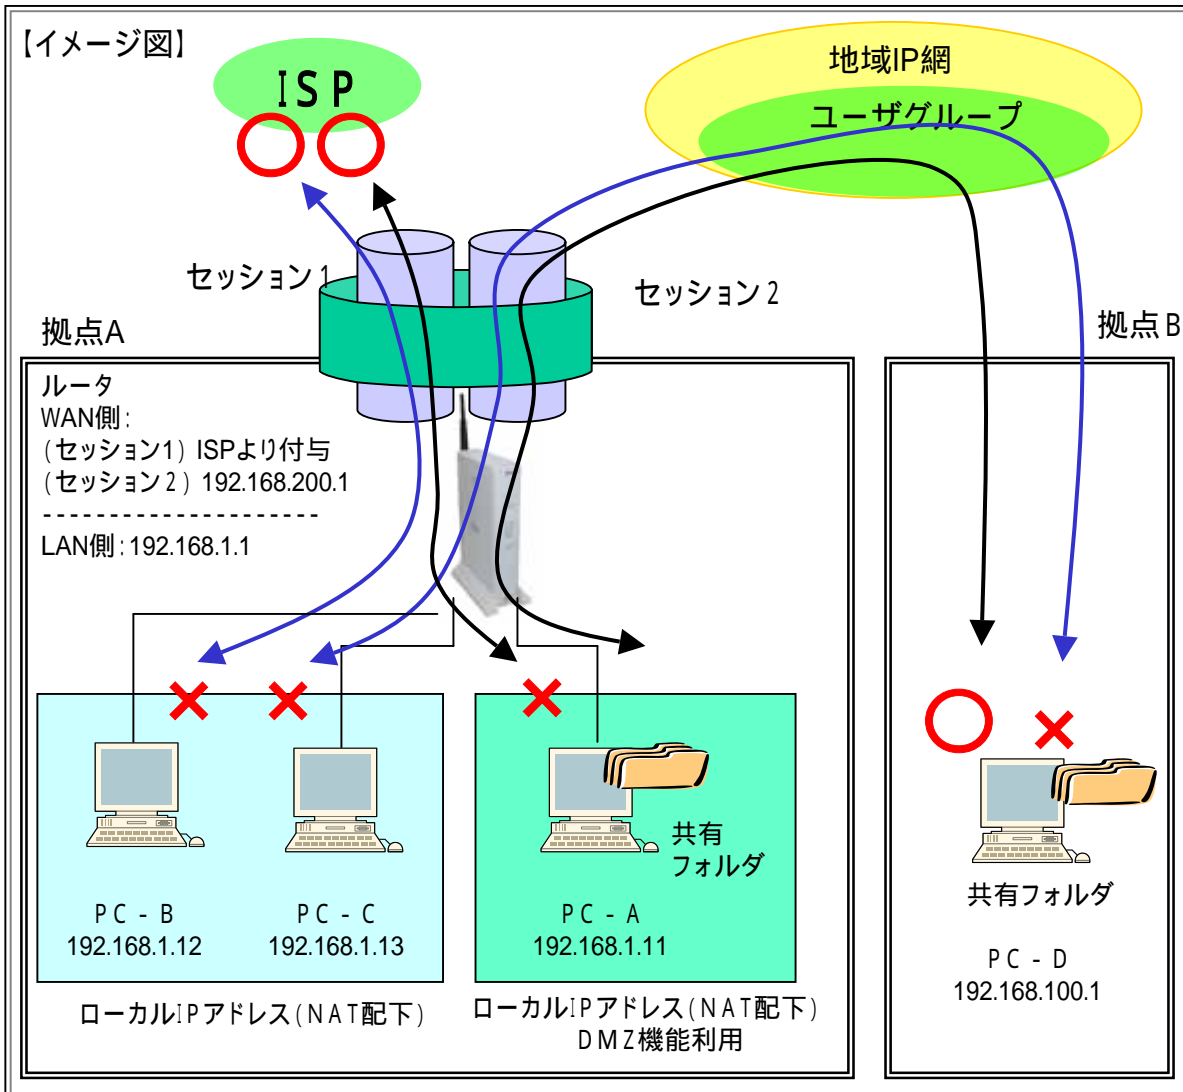 【イメージ図】
ISP
地域IP網
ユーザグループ
セッション1
セッション2
拠点A
拠点B
ルータ
WAN側:
(セッション1) ISPより付与
(セッション2) 192.168.200.1
---------------------
LAN側:192.168.1.1
共有
フォルダ
PC-B
192.168.1.12
PC-C
192.168.1.13
PC-A
192.168.1.11
共有フォルダ
PC-D
192.168.100.1
ローカルIPアドレス(NAT配下)
ローカルIPアドレス(NAT配下)
DMZ機能利用